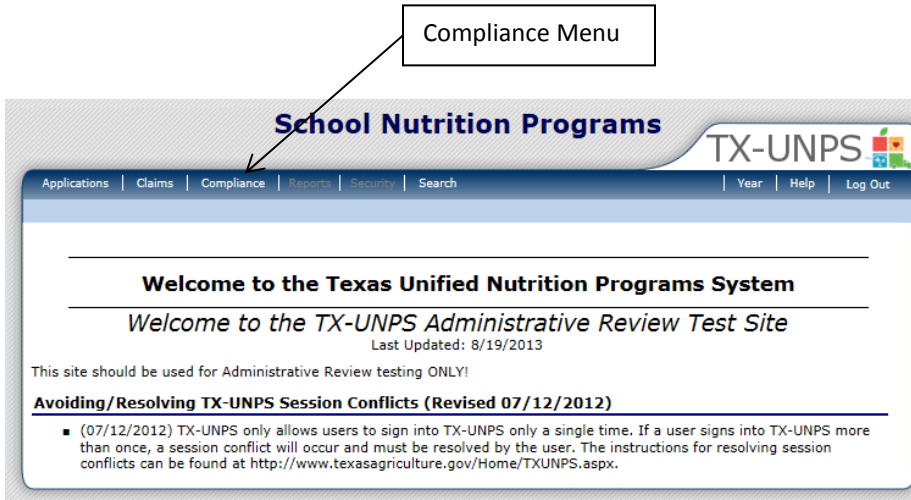 Compliance Menu
School Nutrition Programs
TX-UNPS
Applications | Claims | Compliance | Reports | Security | Search | Year | Help | Log Out
Welcome to the Texas Unified Nutrition Programs System
Welcome to the TX-UNPS Administrative Review Test Site
Last Updated: 8/19/2013
This site should be used for Administrative Review testing ONLY!
Avoiding/Resolving TX-UNPS Session Conflicts (Revised 07/12/2012)
▪ (07/12/2012) TX-UNPS only allows users to sign into TX-UNPS only a single time. If a user signs into TX-UNPS more
than once, a session conflict will occur and must be resolved by the user. The instructions for resolving session
conflicts can be found at http://www.texasagriculture.gov/Home/TXUNPS.aspx.